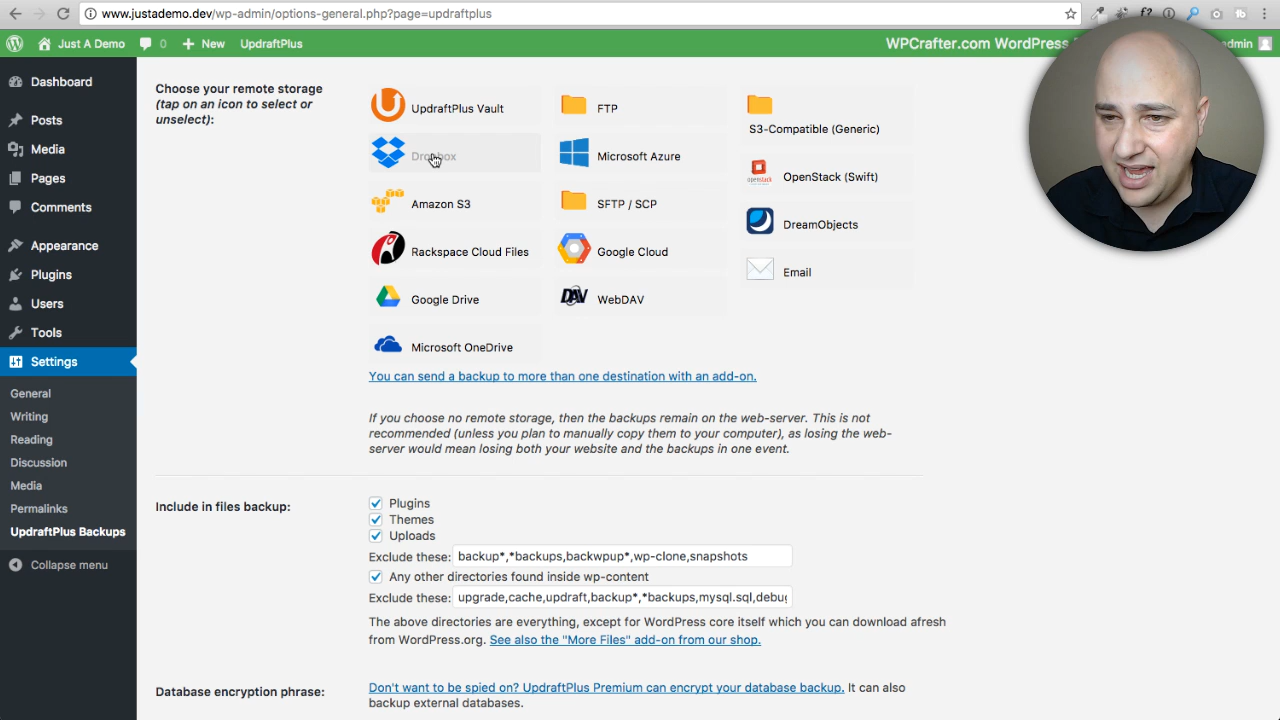 www.justademo.dev/wp-admin/options-general.php?page=updraftplus
Just A Demo
0
New
UpdraftPlus
WPCrafter.com WordPress
admin
Dashboard
Posts
Media
Pages
Comments
Appearance
Plugins
Users
Tools
Settings
General
Writing
Reading
Discussion
Media
Permalinks
UpdraftPlus Backups
Collapse menu
Choose your remote storage
(tap on an icon to select or
unselect):
UpdraftPlus Vault
Dropbox
Amazon S3
Rackspace Cloud Files
Google Drive
Microsoft OneDrive
FTP
Microsoft Azure
SFTP / SCP
Google Cloud
DAV
WebDAV
S3-Compatible (Generic)
openstack
OpenStack (Swift)
DreamObjects
Email
You can send a backup to more than one destination with an add-on.
If you choose no remote storage, then the backups remain on the web-server. This is not
recommended (unless you plan to manually copy them to your computer), as losing the web-
server would mean losing both your website and the backups in one event.
Include in files backup:
Plugins
Themes
Uploads
Exclude these: backup*,*backups,backwpup*,wp-clone,snapshots
Any other directories found inside wp-content
Exclude these: upgrade,cache,updraft,backup*,*backups,mysql.sql,debug
The above directories are everything, except for WordPress core itself which you can download afresh
from WordPress.org. See also the "More Files" add-on from our shop.
Database encryption phrase:
Don't want to be spied on? UpdraftPlus Premium can encrypt your database backup. It can also
backup external databases.